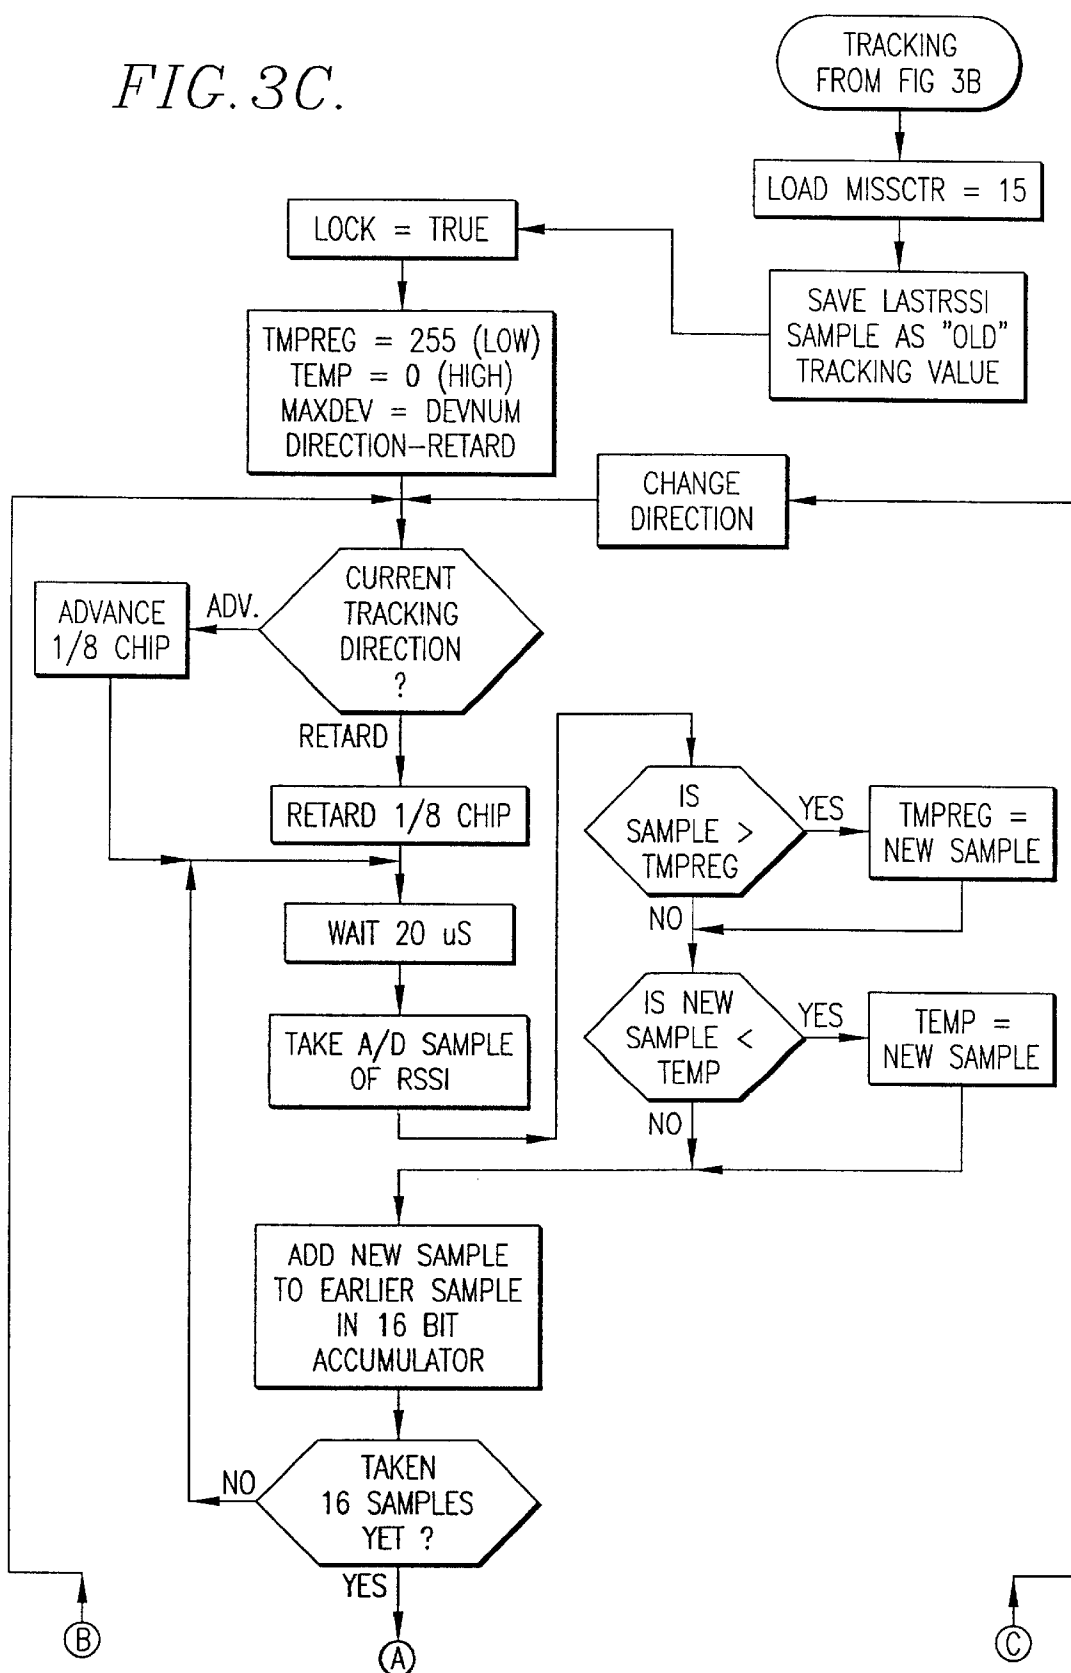 FIG. 3C.
TRACKING
FROM FIG 3B
LOAD MISSCTR = 15
SAVE LASTRSSI
SAMPLE AS "OLD"
TRACKING VALUE
LOCK = TRUE
TMPREG = 255 (LOW)
TEMP = 0 (HIGH)
MAXDEV = DEVNUM
DIRECTION-RETARD
CHANGE
DIRECTION
CURRENT
TRACKING
DIRECTION
?
ADV.
ADVANCE
1/8 CHIP
RETARD
RETARD 1/8 CHIP
WAIT 20 uS
TAKE A/D SAMPLE
OF RSSI
IS
SAMPLE >
TMPREG
YES
TMPREG =
NEW SAMPLE
NO
IS NEW
SAMPLE <
TEMP
YES
TEMP =
NEW SAMPLE
NO
ADD NEW SAMPLE
TO EARLIER SAMPLE
IN 16 BIT
ACCUMULATOR
TAKEN
16 SAMPLES
YET ?
NO
YES
B
A
C